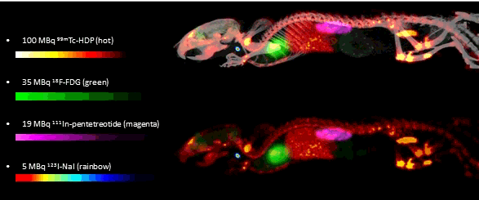 • 100 MBq ⁹⁹ᵐTc-HDP (hot)
• 35 MBq ¹⁸F-FDG (green)
• 19 MBq ¹¹¹In-pentetreotide (magenta)
• 5 MBq ¹²⁵I-NaI (rainbow)